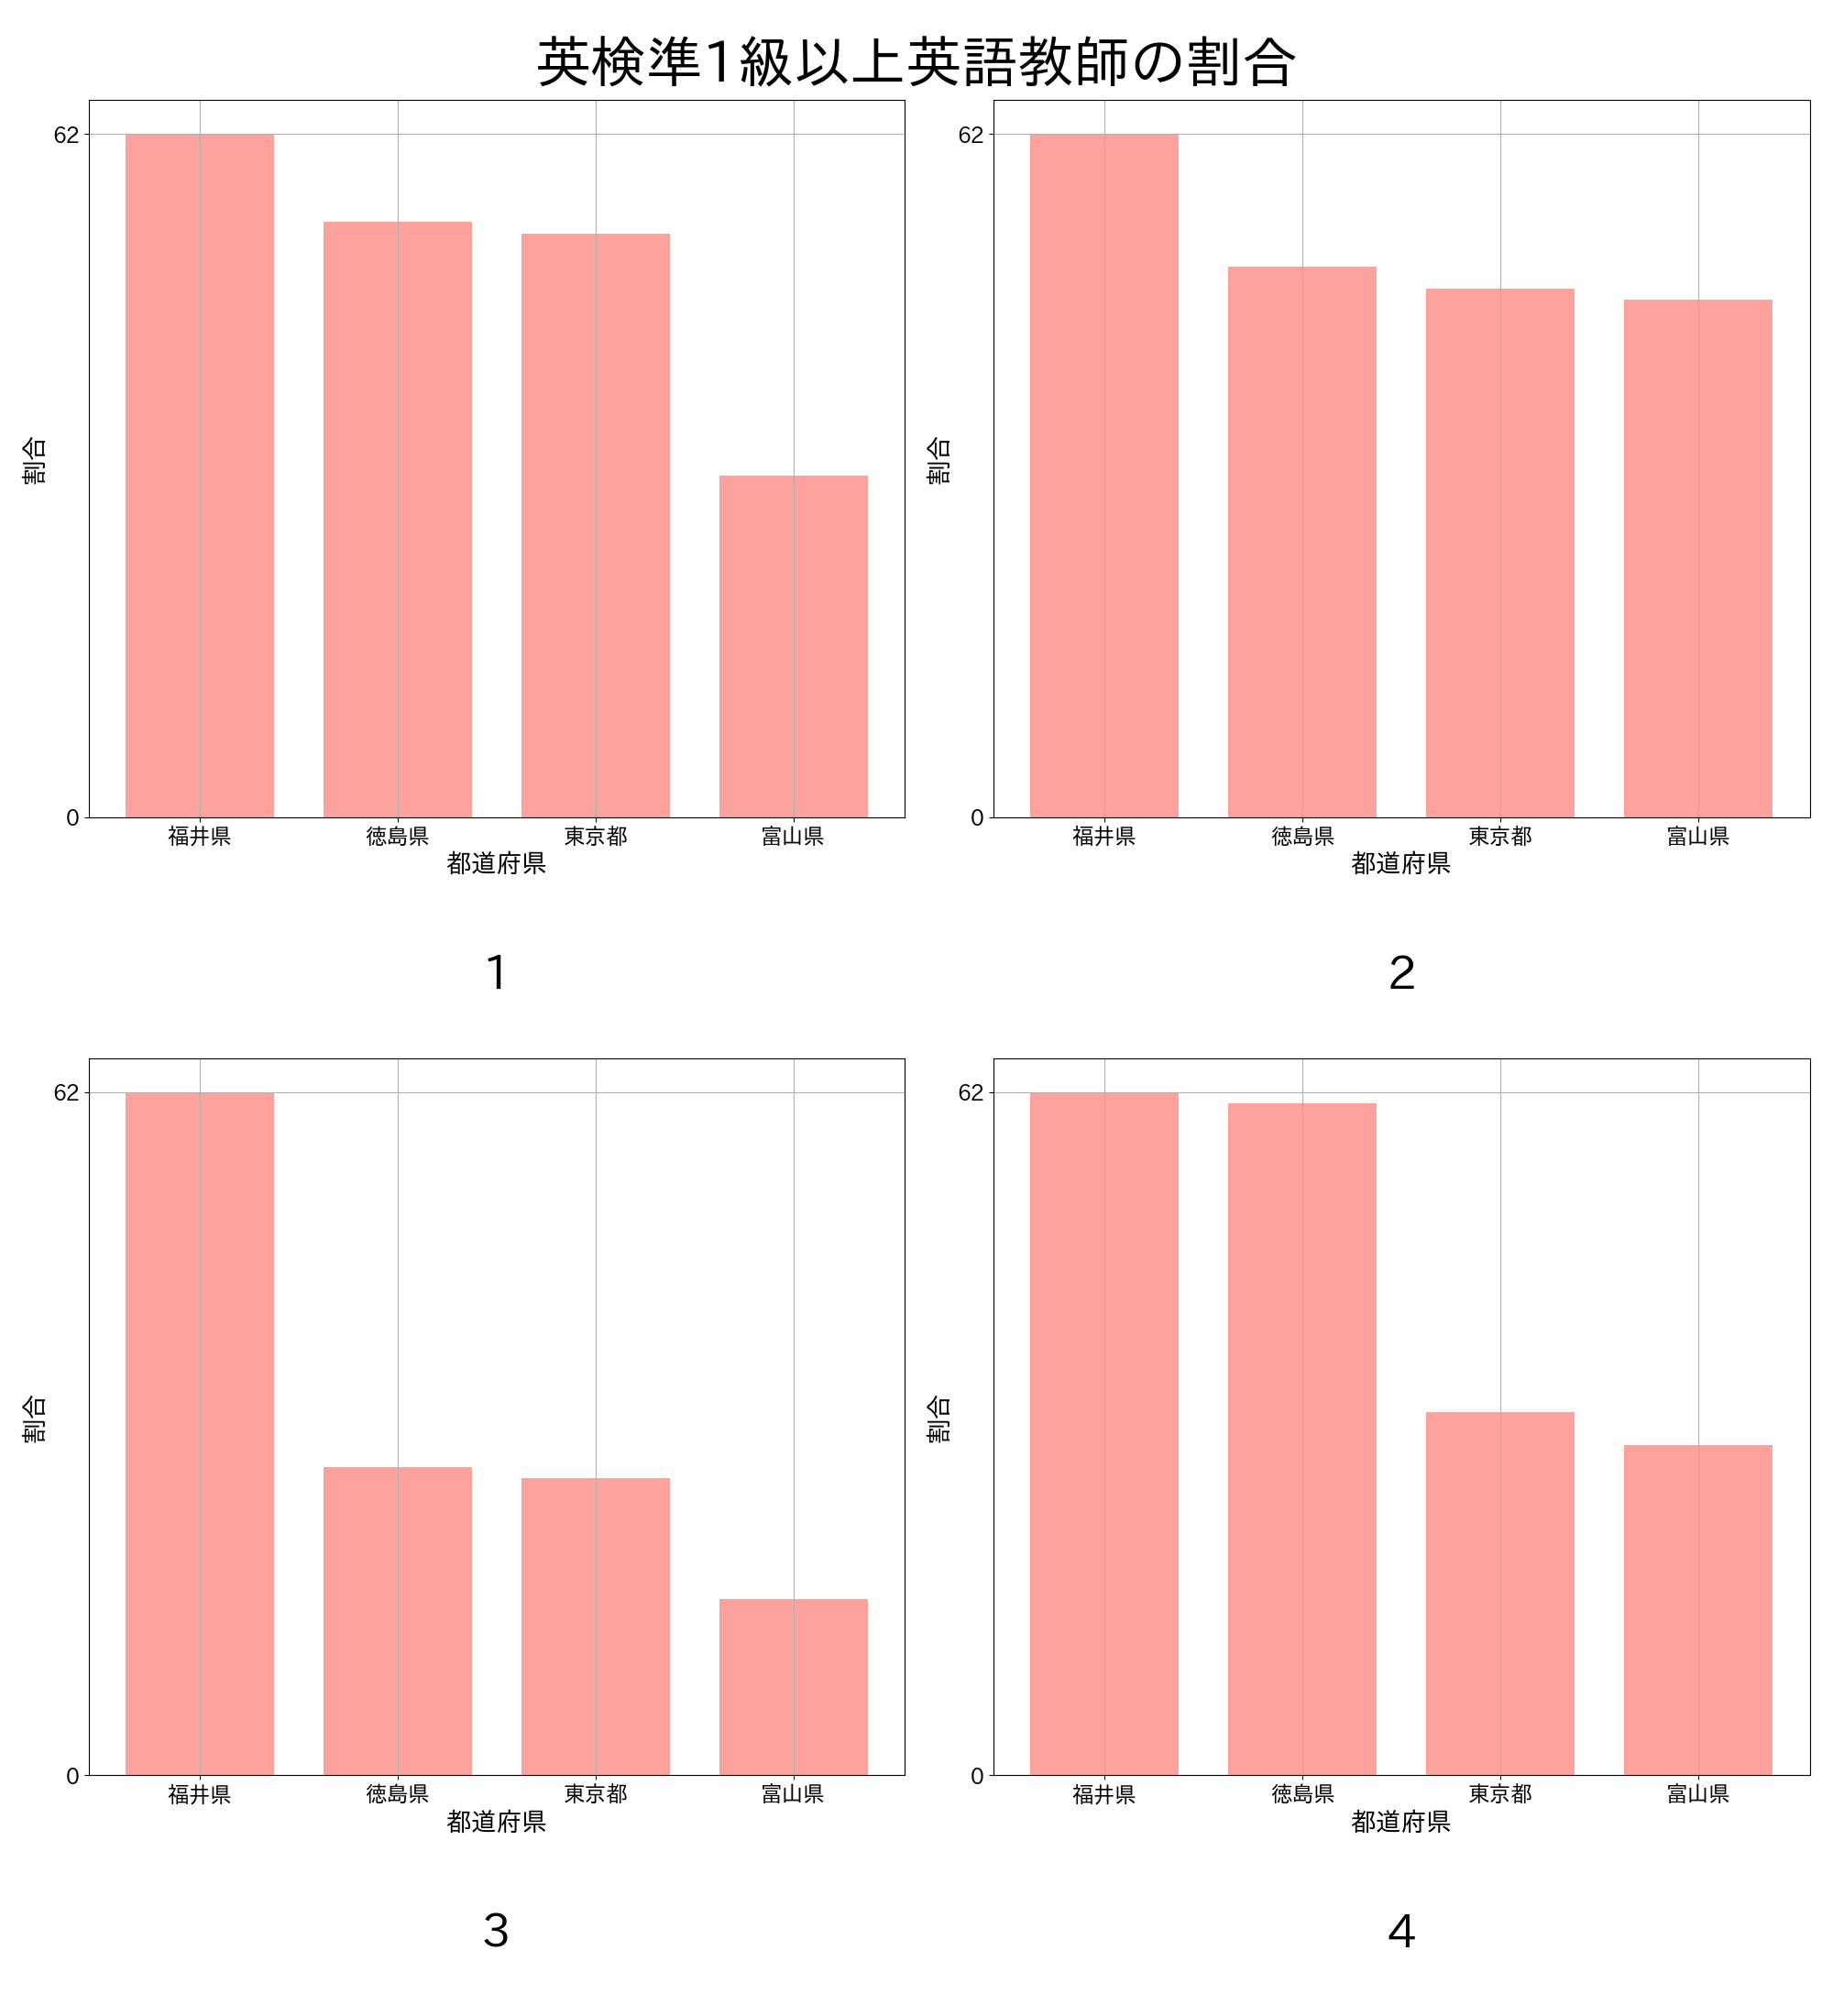 英検準1級以上英語教師の割合
62
0
割合
福井県 徳島県 東京都 富山県
都道府県
1
62
0
割合
福井県 徳島県 東京都 富山県
都道府県
2
62
0
割合
福井県 徳島県 東京都 富山県
都道府県
3
62
0
割合
福井県 徳島県 東京都 富山県
都道府県
4